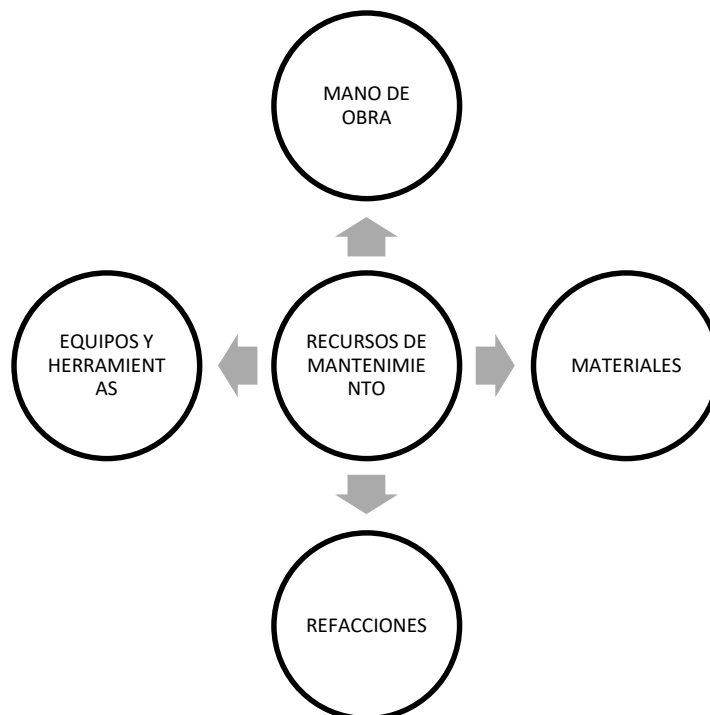 MANO DE
OBRA
EQUIPOS Y
HERRAMIENT
AS
RECURSOS DE
MANTENIMIE
NTO
MATERIALES
REFACCIONES